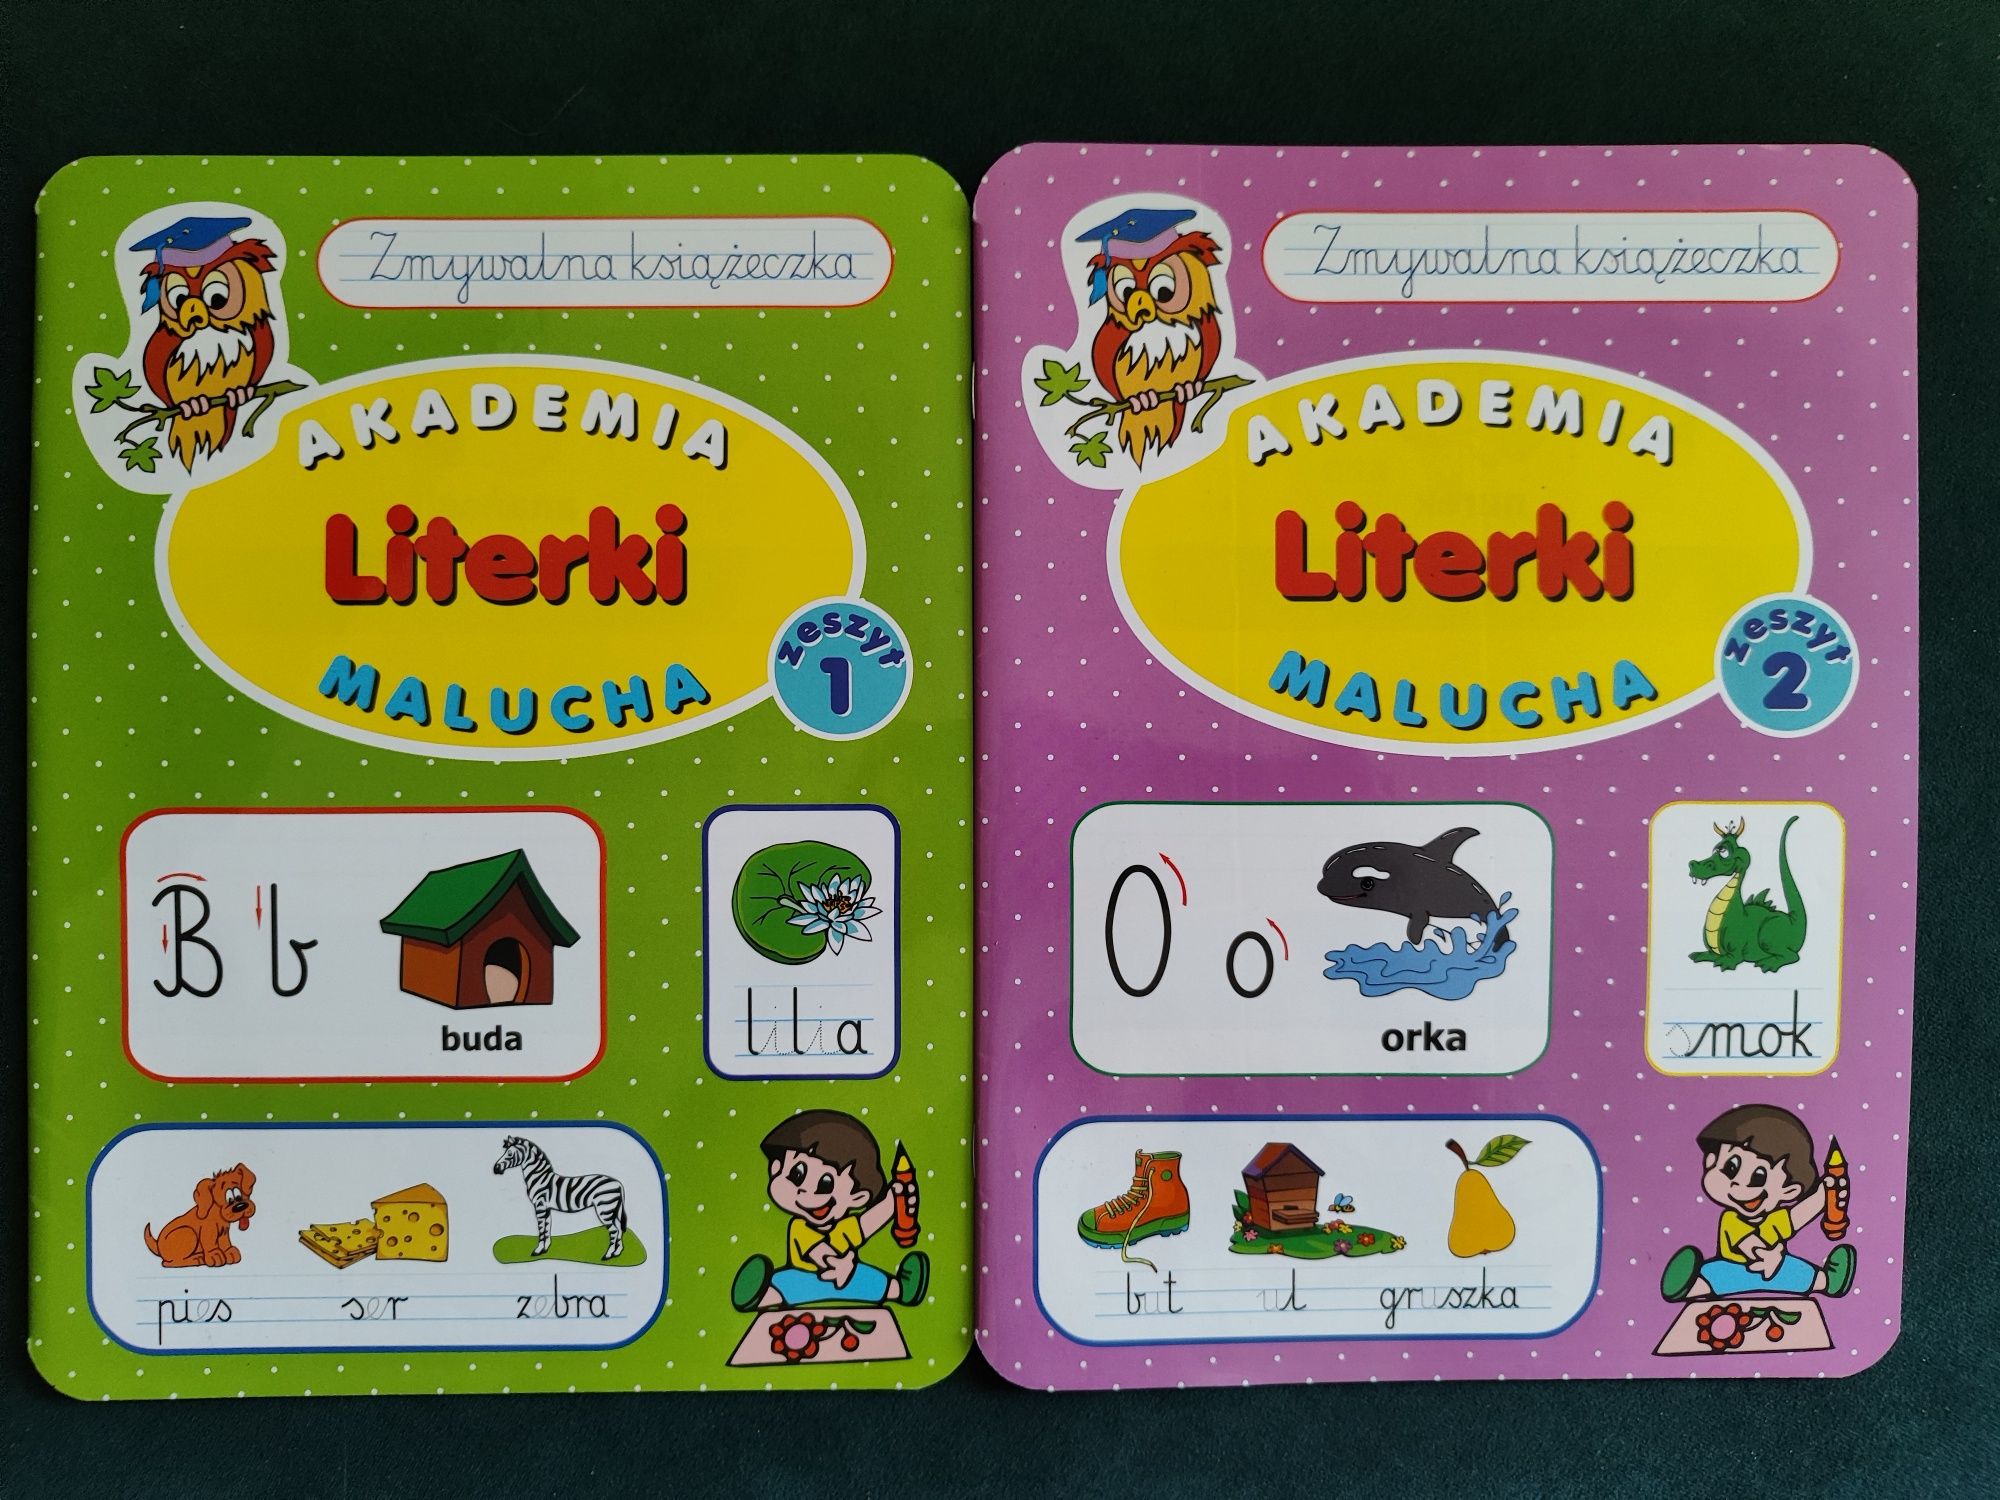 Zmywalna książeczka
AKADEMIA
Literki
MALUCHA
zeszyt
1
B b
buda
lilia
pies ser zebra
Zmywalna książeczka
AKADEMIA
Literki
MALUCHA
zeszyt
2
O o
orka
smok
but ul gruszka